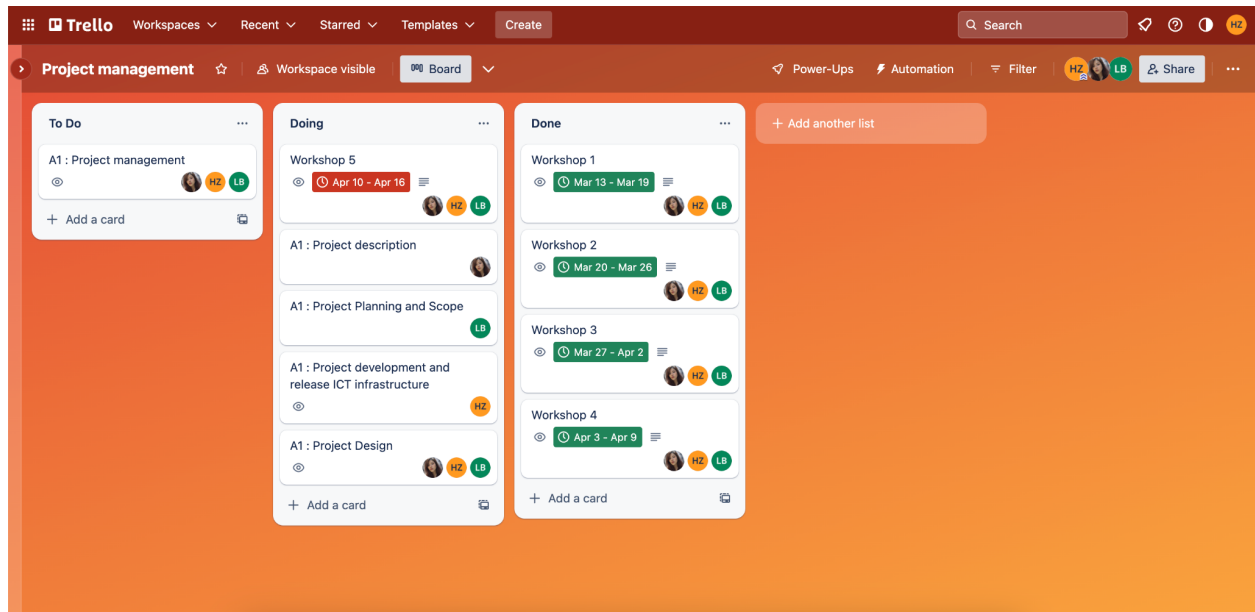 Trello Workspaces Recent Starred Templates Create Search HZ
Project management Workspace visible Board Power-Ups Automation Filter HZ LB Share
To Do
A1 : Project management
HZ LB
Add a card
Doing
Workshop 5
Apr 10 - Apr 16
HZ LB
A1 : Project description
A1 : Project Planning and Scope
LB
A1 : Project development and
release ICT infrastructure
HZ
A1 : Project Design
HZ LB
Add a card
Done
Workshop 1
Mar 13 - Mar 19
HZ LB
Workshop 2
Mar 20 - Mar 26
HZ LB
Workshop 3
Mar 27 - Apr 2
HZ LB
Workshop 4
Apr 3 - Apr 9
HZ LB
Add a card
Add another list